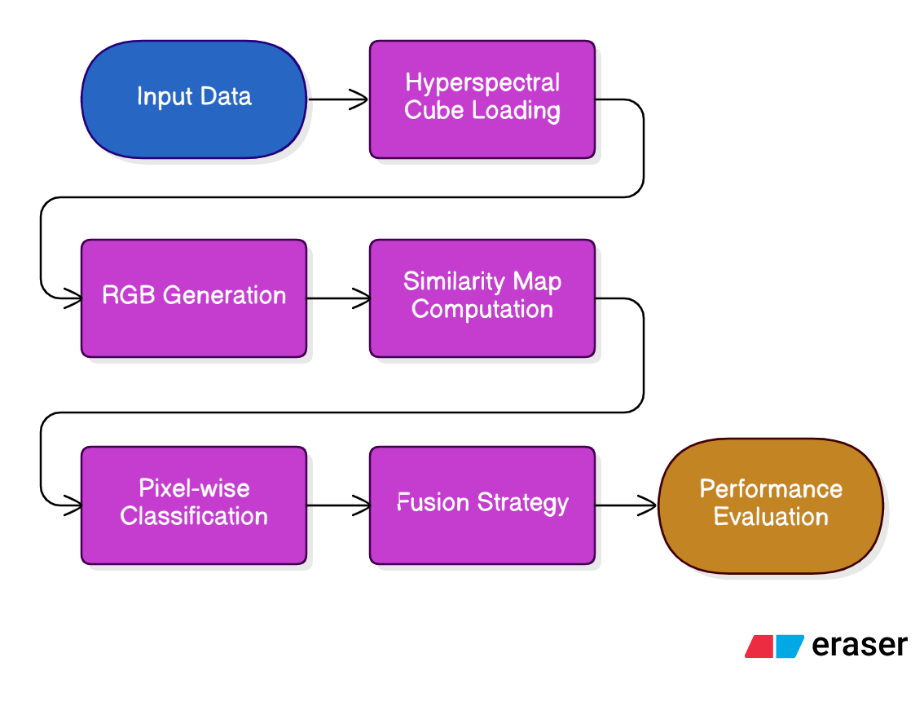 Input Data
Hyperspectral
Cube Loading
RGB Generation
Similarity Map
Computation
Pixel-wise
Classification
Fusion Strategy
Performance
Evaluation
eraser